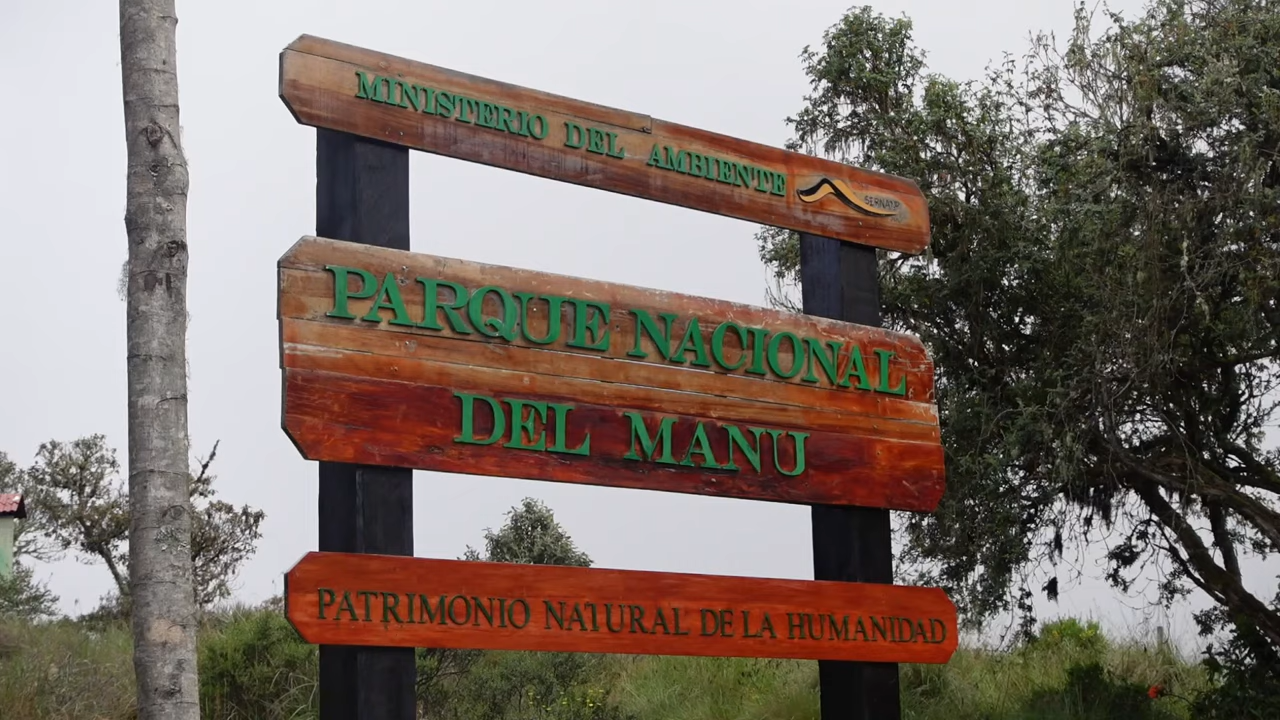 MINISTERIO DEL AMBIENTE
SERNANP
PARQUE NACIONAL
DEL MANU
PATRIMONIO NATURAL DE LA HUMANIDAD